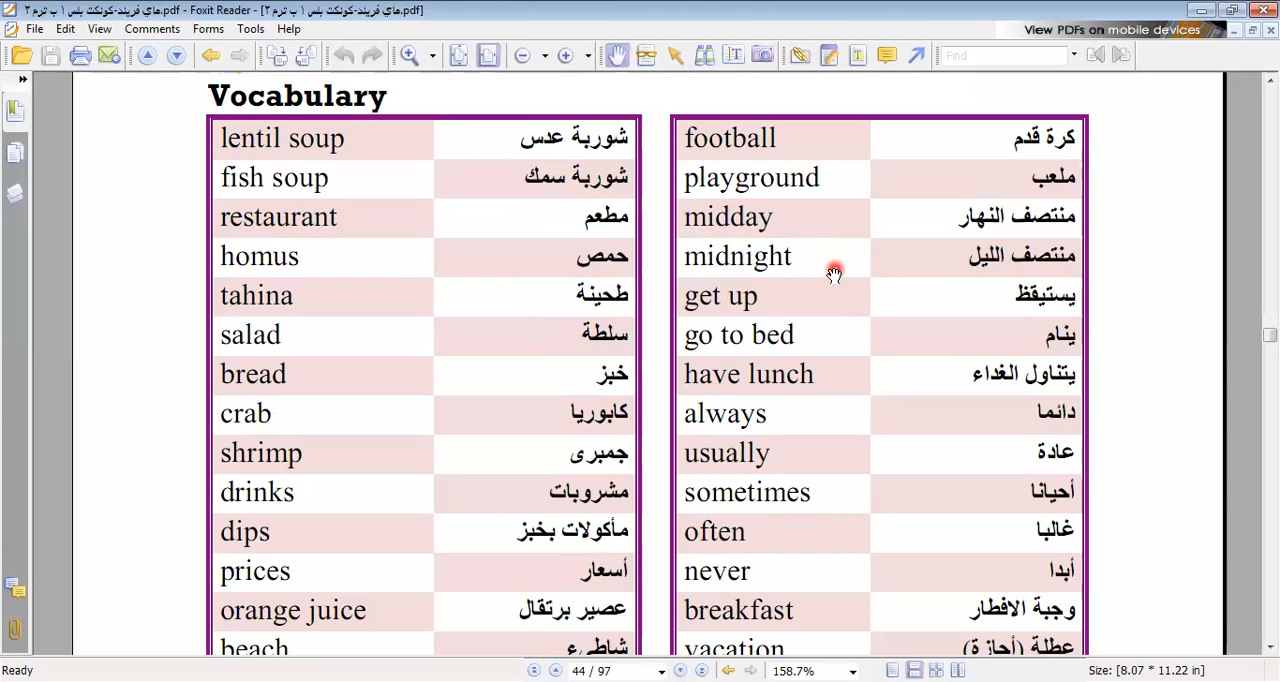 هاي فريند-كونكت بلس ١ ب ترم ٢.pdf - Foxit Reader - [هاي فريند-كونكت بلس ١ ب ترم ٢.pdf]
File Edit View Comments Forms Tools Help
View PDFs on mobile devices
Find
Vocabulary
lentil soup شوربة عدس
fish soup شوربة سمك
restaurant مطعم
homus حمص
tahina طحينة
salad سلطة
bread خبز
crab كابوريا
shrimp جمبرى
drinks مشروبات
dips مأكولات بخبز
prices أسعار
orange juice عصير برتقال
beach شاطىء
football كرة قدم
playground ملعب
midday منتصف النهار
midnight منتصف الليل
get up يستيقظ
go to bed ينام
have lunch يتناول الغداء
always دائما
usually عادة
sometimes أحيانا
often غالبا
never أبدا
breakfast وجبة الافطار
vacation عطلة (أجازة)
Ready 44 / 97 158.7% Size: [8.07 * 11.22 in]